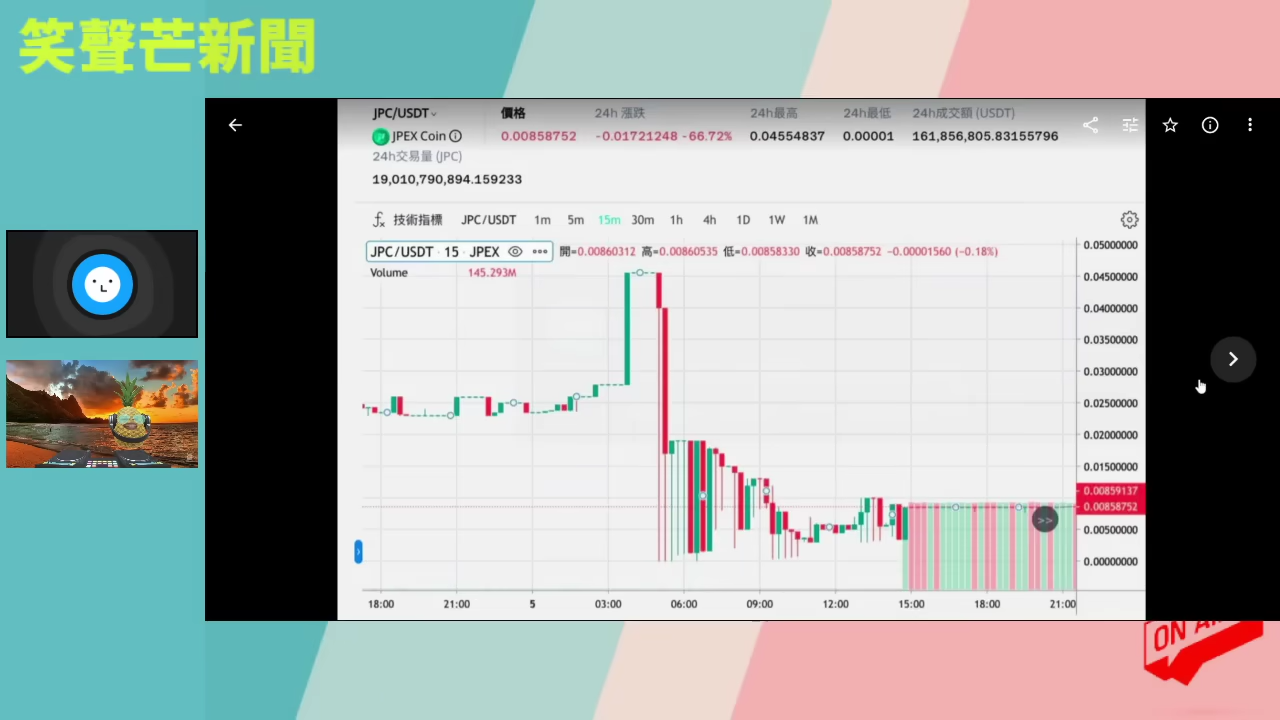 笑聲芒新聞
JPC/USDT
價格
24h 漲跌
24h最高
24h最低
24h成交額 (USDT)
JPEX Coin
0.00858752
-0.01721248 -66.72%
0.04554837
0.00001
161,856,805.83155796
24h交易量 (JPC)
19,010,790,894.159233
fx 技術指標 JPC/USDT 1m 5m 15m 30m 1h 4h 1D 1W 1M
JPC/USDT · 15 · JPEX
開=0.00860312 高=0.00860535 低=0.00858330 收=0.00858752 −0.00001560 (−0.18%)
Volume 145.293M
0.05000000
0.04500000
0.04000000
0.03500000
0.03000000
0.02500000
0.02000000
0.01500000
0.00859137
0.00858752
0.00500000
0.00000000
>>
18:00 21:00 5 03:00 06:00 09:00 12:00 15:00 18:00 21:00